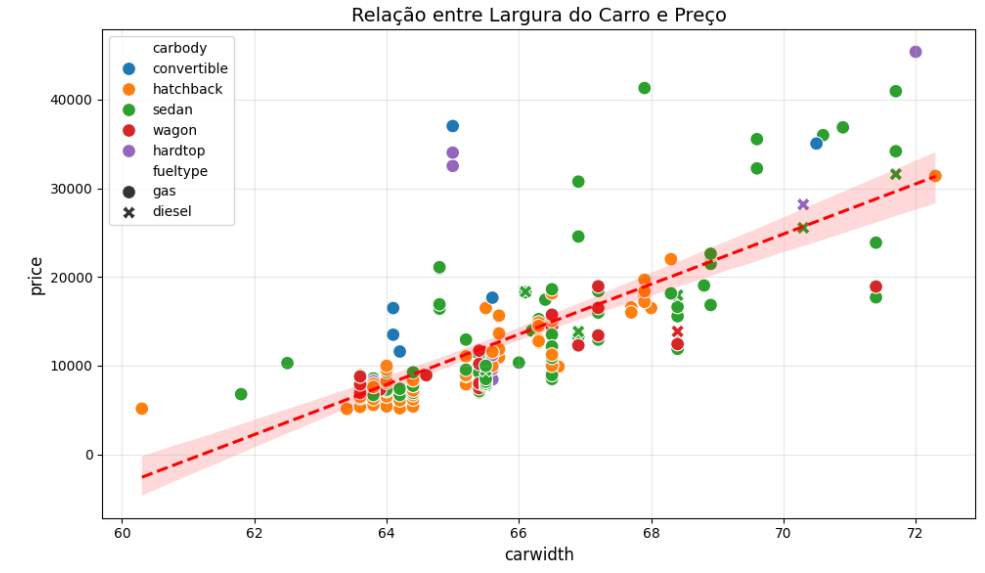 Relação entre Largura do Carro e Preço
carbody
convertible
hatchback
sedan
wagon
hardtop
fueltype
gas
diesel
price
40000
30000
20000
10000
0
60 62 64 66 68 70 72
carwidth